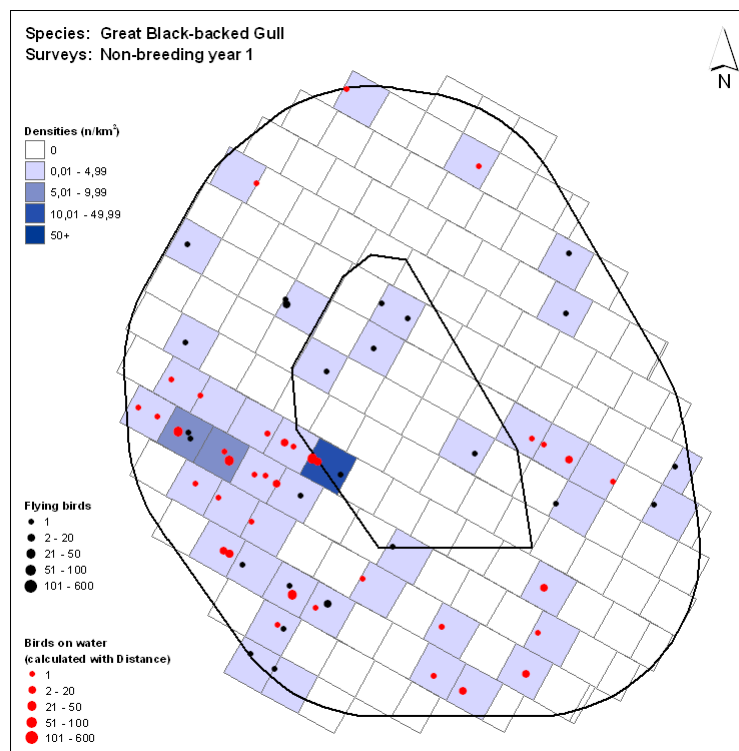 Species: Great Black-backed Gull
Surveys: Non-breeding year 1
N
Densities (n/km²)
0
0,01 - 4,99
5,01 - 9,99
10,01 - 49,99
50+
Flying birds
1
2 - 20
21 - 50
51 - 100
101 - 600
Birds on water
(calculated with Distance)
1
2 - 20
21 - 50
51 - 100
101 - 600